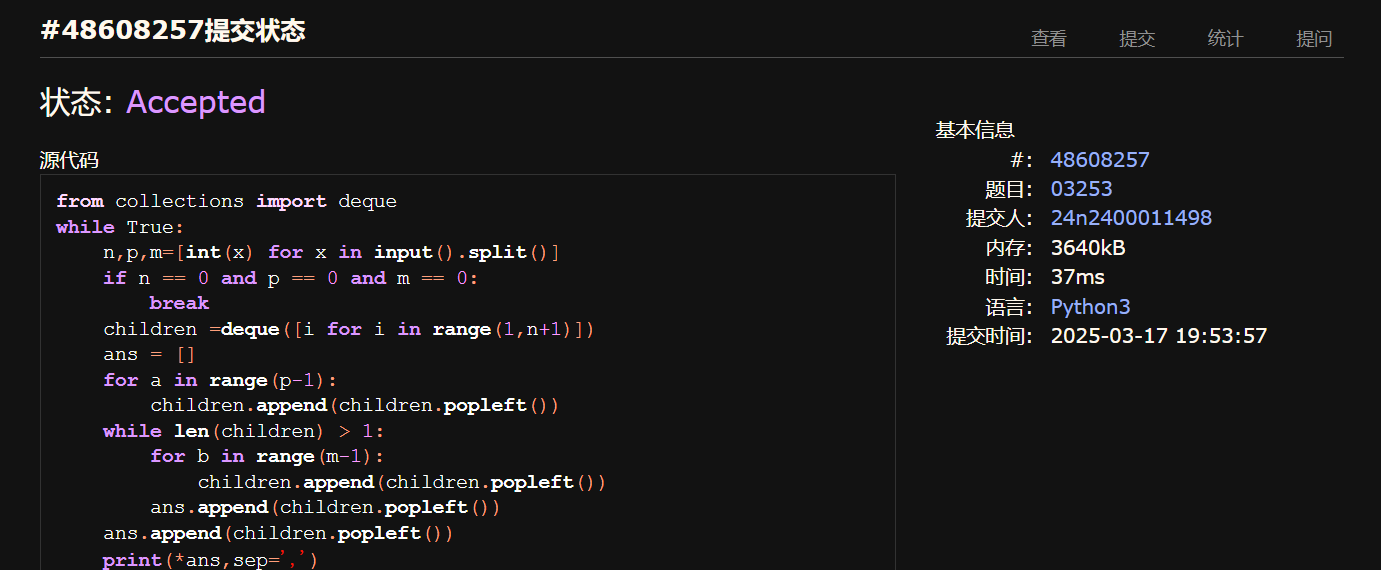 #48608257提交状态
查看 提交 统计 提问
状态: Accepted
源代码
from collections import deque
while True:
    n,p,m=[int(x) for x in input().split()]
    if n == 0 and p == 0 and m == 0:
        break
    children =deque([i for i in range(1,n+1)])
    ans = []
    for a in range(p-1):
        children.append(children.popleft())
    while len(children) > 1:
        for b in range(m-1):
            children.append(children.popleft())
        ans.append(children.popleft())
    ans.append(children.popleft())
    print(*ans,sep=',')
基本信息
#: 48608257
题目: 03253
提交人: 24n2400011498
内存: 3640kB
时间: 37ms
语言: Python3
提交时间: 2025-03-17 19:53:57